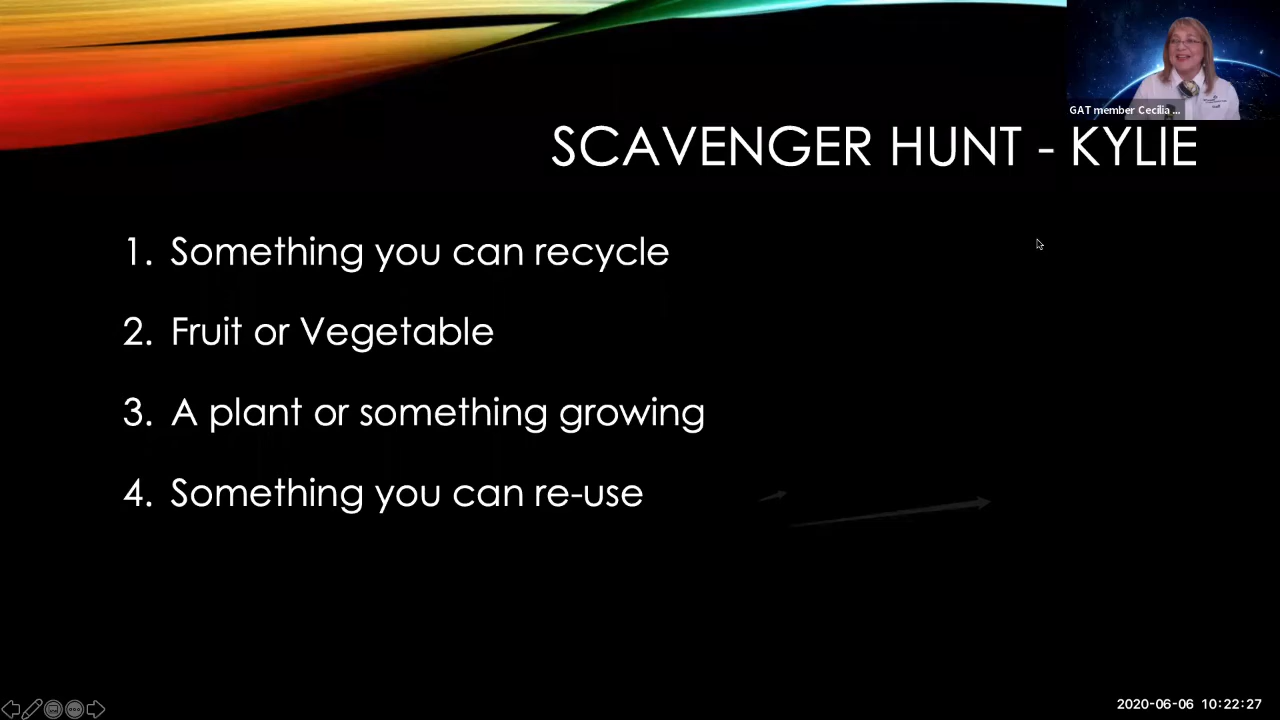 GAT member Cecilia ...
SCAVENGER HUNT - KYLIE
1. Something you can recycle
2. Fruit or Vegetable
3. A plant or something growing
4. Something you can re-use
2020-06-06 10:22:27